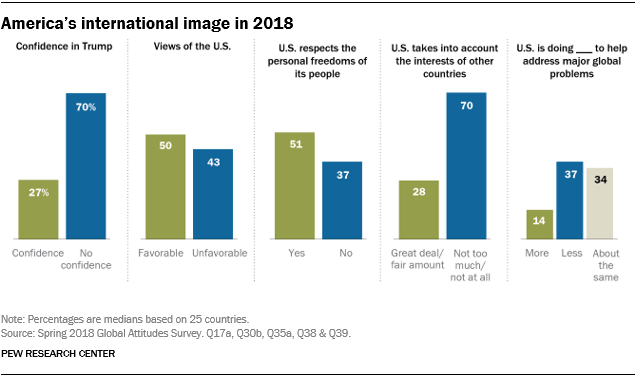 America's international image in 2018
Confidence in Trump
70%
27%
Confidence
No
confidence
Views of the U.S.
50
43
Favorable
Unfavorable
U.S. respects the
personal freedoms of
its people
51
37
Yes
No
U.S. takes into account
the interests of other
countries
28
70
Great deal/
fair amount
Not too
much/
not at all
U.S. is doing ___ to help
address major global
problems
14
37
34
More
Less
About
the
same
Note: Percentages are medians based on 25 countries.
Source: Spring 2018 Global Attitudes Survey. Q17a, Q30b, Q35a, Q38 & Q39.
PEW RESEARCH CENTER